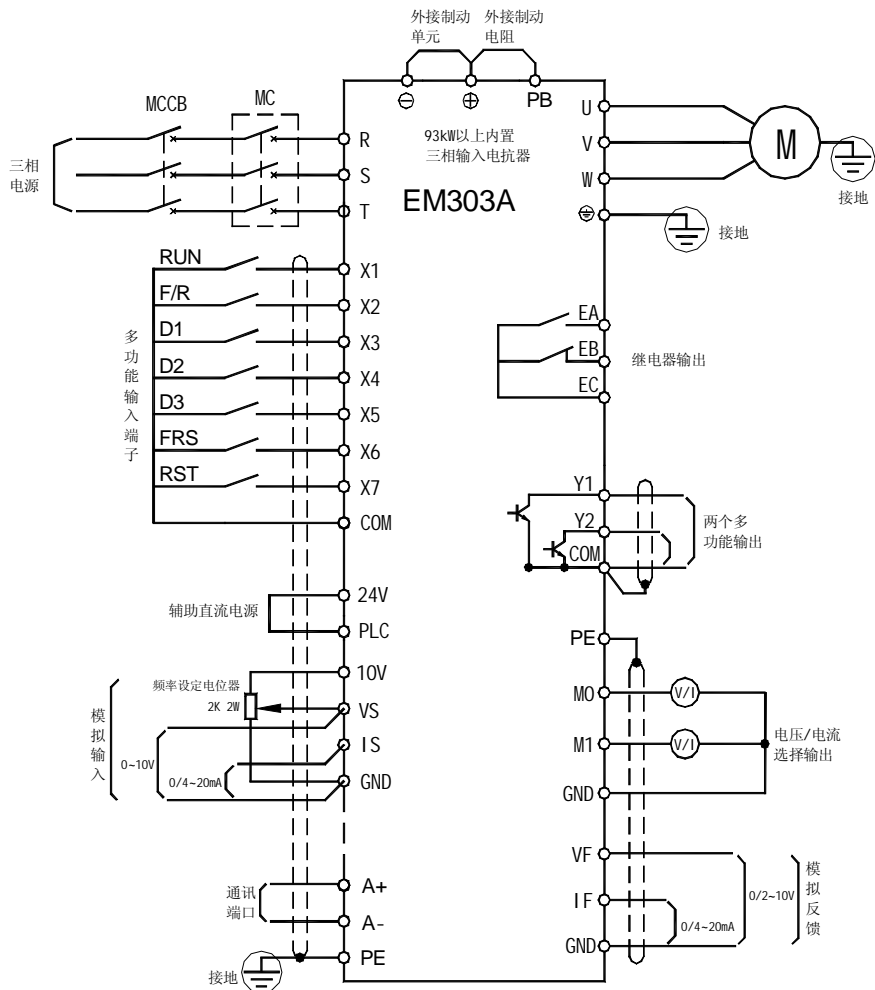 外接制动
单元
外接制动
电阻
⊖
⊕
PB
MCCB
MC
三相
电源
R
S
T
93kW以上内置
三相输入电抗器
EM303A
U
V
W
M
接地
接地
多功能输入端子
RUN
F/R
D1
D2
D3
FRS
RST
X1
X2
X3
X4
X5
X6
X7
COM
EA
EB
EC
继电器输出
Y1
Y2
COM
两个多
功能输出
辅助直流电源
24V
PLC
频率设定电位器
2K 2W
10V
VS
IS
GND
模拟输入
0~10V
0/4~20mA
PE
M0
M1
GND
V/I
V/I
电压/电流
选择输出
VF
IF
GND
0/4~20mA
0/2~10V
模拟反馈
通讯
端口
A+
A-
PE
接地